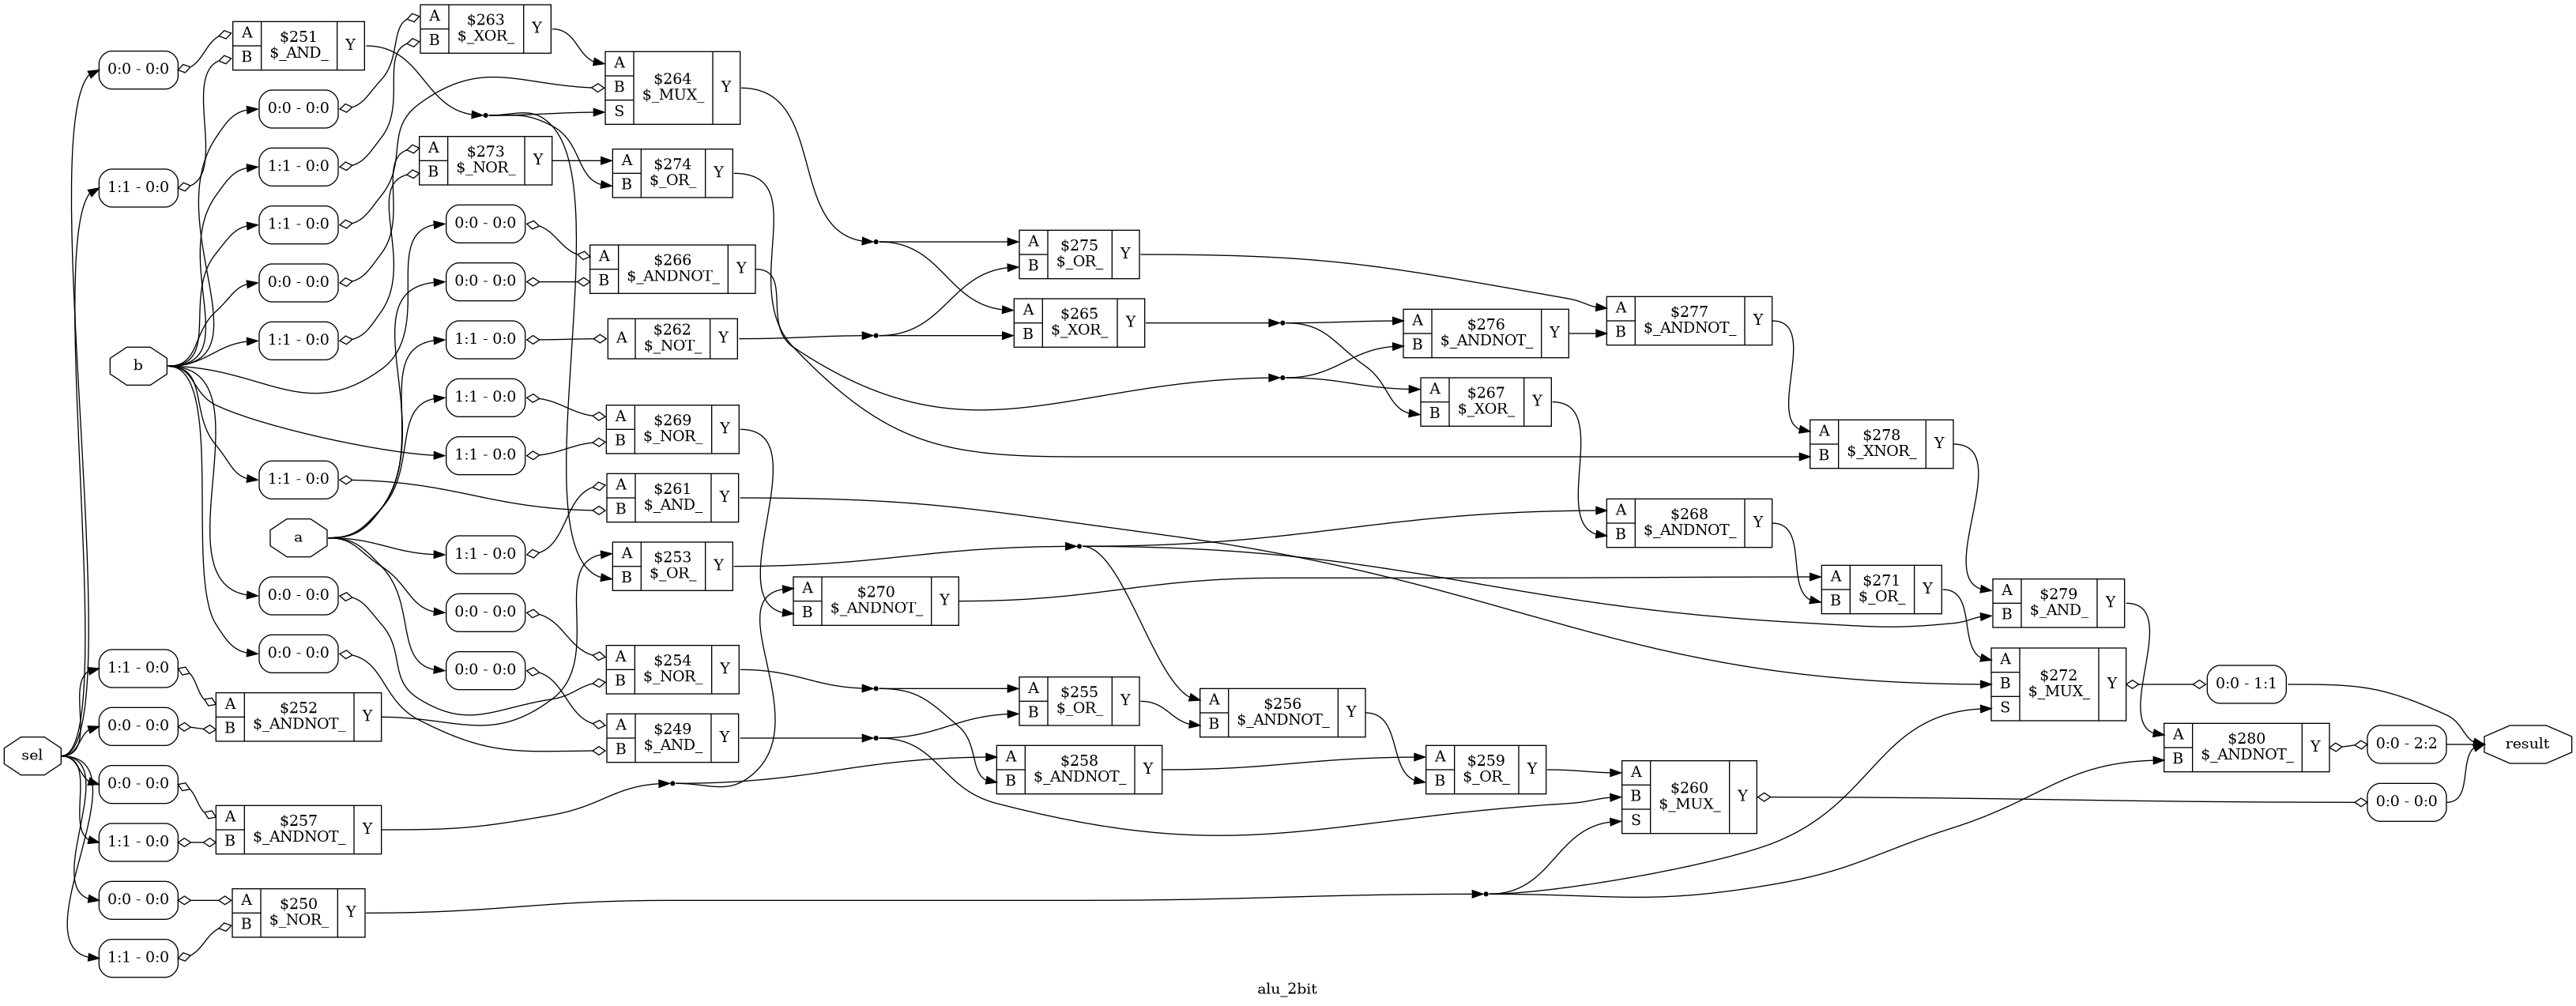 A
B
$251
$_AND_
Y
A
B
$263
$_XOR_
Y
0:0 - 0:0
A
B
S
$264
$_MUX_
Y
0:0 - 0:0
1:1 - 0:0
1:1 - 0:0
A
B
$273
$_NOR_
Y
A
B
$274
$_OR_
Y
1:1 - 0:0
0:0 - 0:0
0:0 - 0:0
A
B
$266
$_ANDNOT_
Y
0:0 - 0:0
A
B
$275
$_OR_
Y
1:1 - 0:0
1:1 - 0:0
A
$262
$_NOT_
Y
A
B
$265
$_XOR_
Y
A
B
$276
$_ANDNOT_
Y
A
B
$277
$_ANDNOT_
Y
b
1:1 - 0:0
A
B
$269
$_NOR_
Y
A
B
$267
$_XOR_
Y
A
B
$278
$_XNOR_
Y
1:1 - 0:0
1:1 - 0:0
A
B
$261
$_AND_
Y
A
B
$268
$_ANDNOT_
Y
a
1:1 - 0:0
A
B
$253
$_OR_
Y
0:0 - 0:0
0:0 - 0:0
A
B
$270
$_ANDNOT_
Y
A
B
$271
$_OR_
Y
A
B
$279
$_AND_
Y
0:0 - 0:0
0:0 - 0:0
A
B
$254
$_NOR_
Y
1:1 - 0:0
A
B
S
$272
$_MUX_
Y
0:0 - 1:1
0:0 - 0:0
A
B
$252
$_ANDNOT_
Y
A
B
$249
$_AND_
Y
A
B
$255
$_OR_
Y
A
B
$256
$_ANDNOT_
Y
sel
A
B
$280
$_ANDNOT_
Y
0:0 - 2:2
result
0:0 - 0:0
A
B
$258
$_ANDNOT_
Y
A
B
$259
$_OR_
Y
A
B
S
$260
$_MUX_
Y
0:0 - 0:0
1:1 - 0:0
A
B
$257
$_ANDNOT_
Y
0:0 - 0:0
A
B
$250
$_NOR_
Y
1:1 - 0:0
alu_2bit